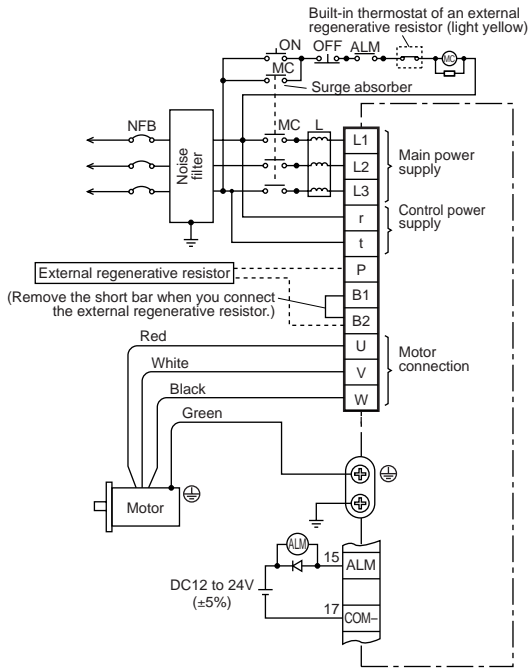 Built-in thermostat of an external
regenerative resistor (light yellow)
ON OFF ALM
MC
MC
Surge absorber
NFB
Noise
filter
MC L
L1
L2
L3
Main power
supply
r
t
Control power
supply
External regenerative resistor
P
(Remove the short bar when you connect
the external regenerative resistor.)
B1
B2
Red
U
White
V
Black
W
Motor
connection
Green
Motor
ALM
15 ALM
DC12 to 24V
(±5%)
17 COM–